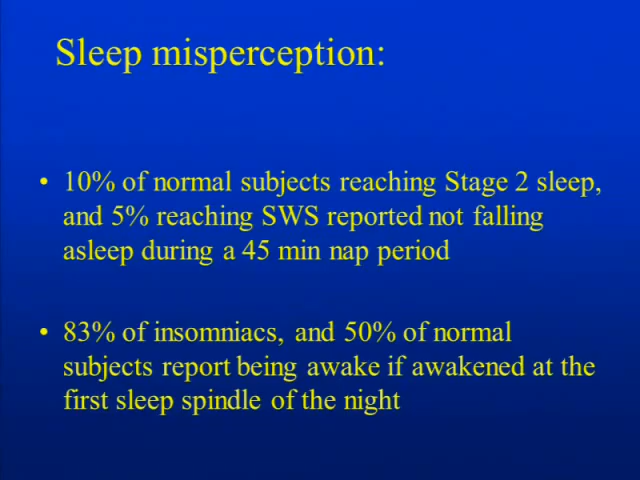 Sleep misperception:
• 10% of normal subjects reaching Stage 2 sleep,
and 5% reaching SWS reported not falling
asleep during a 45 min nap period
• 83% of insomniacs, and 50% of normal
subjects report being awake if awakened at the
first sleep spindle of the night